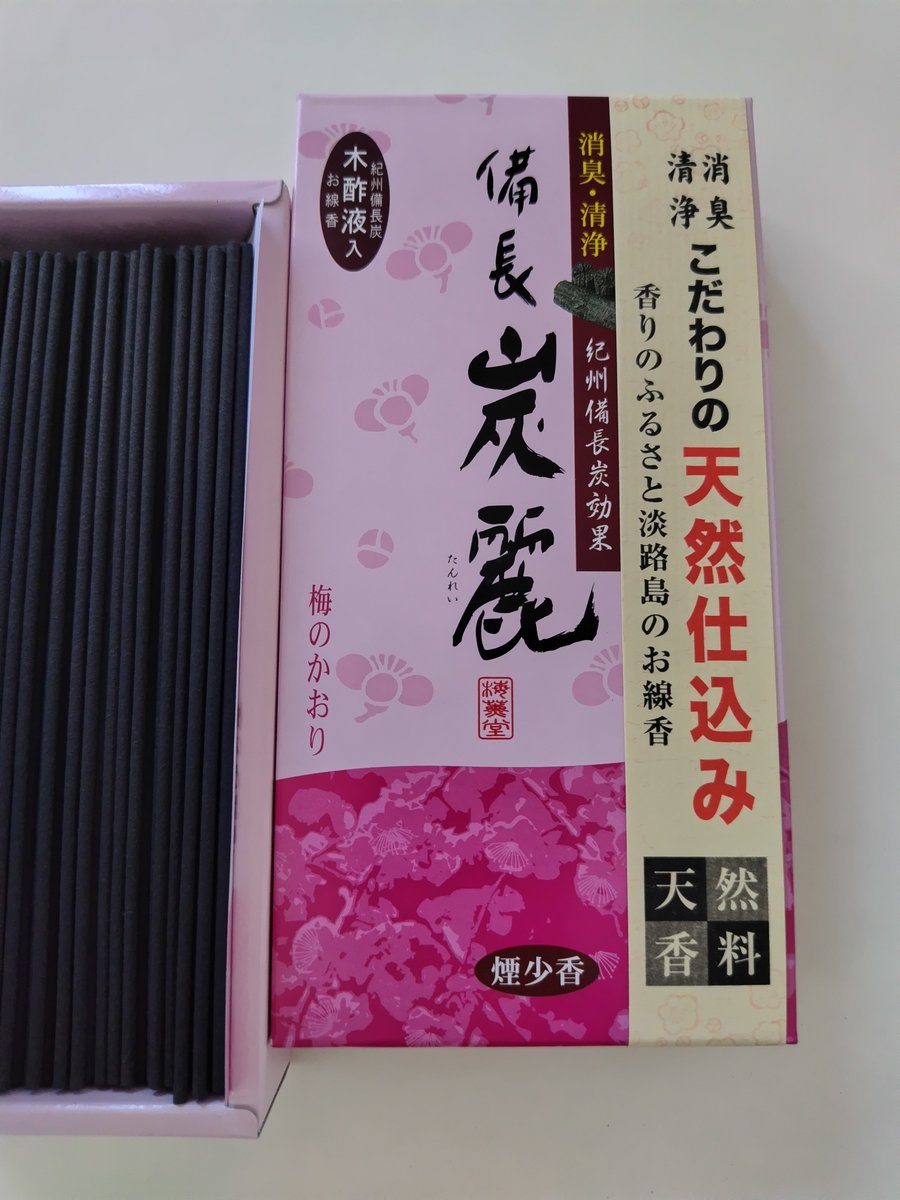 消臭
清浄
こだわりの天然仕込み
香りのふるさと淡路島のお線香
天然
香料
消臭・清浄
紀州備長炭効果
備長炭麗
たんれい
梅薫堂
紀州備長炭
木酢液入
お線香
梅のかおり
煙少香